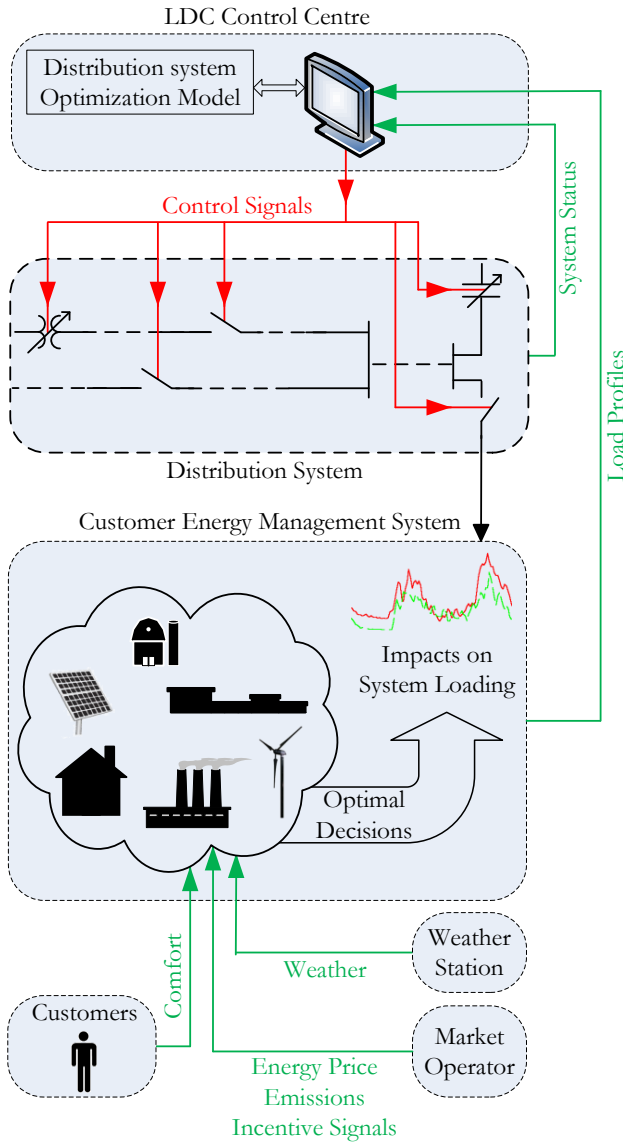 LDC Control Centre
Distribution system
Optimization Model
Control Signals
System Status
Load Profiles
Distribution System
Customer Energy Management System
Impacts on
System Loading
Optimal
Decisions
Weather
Weather
Station
Comfort
Customers
Market
Operator
Energy Price
Emissions
Incentive Signals